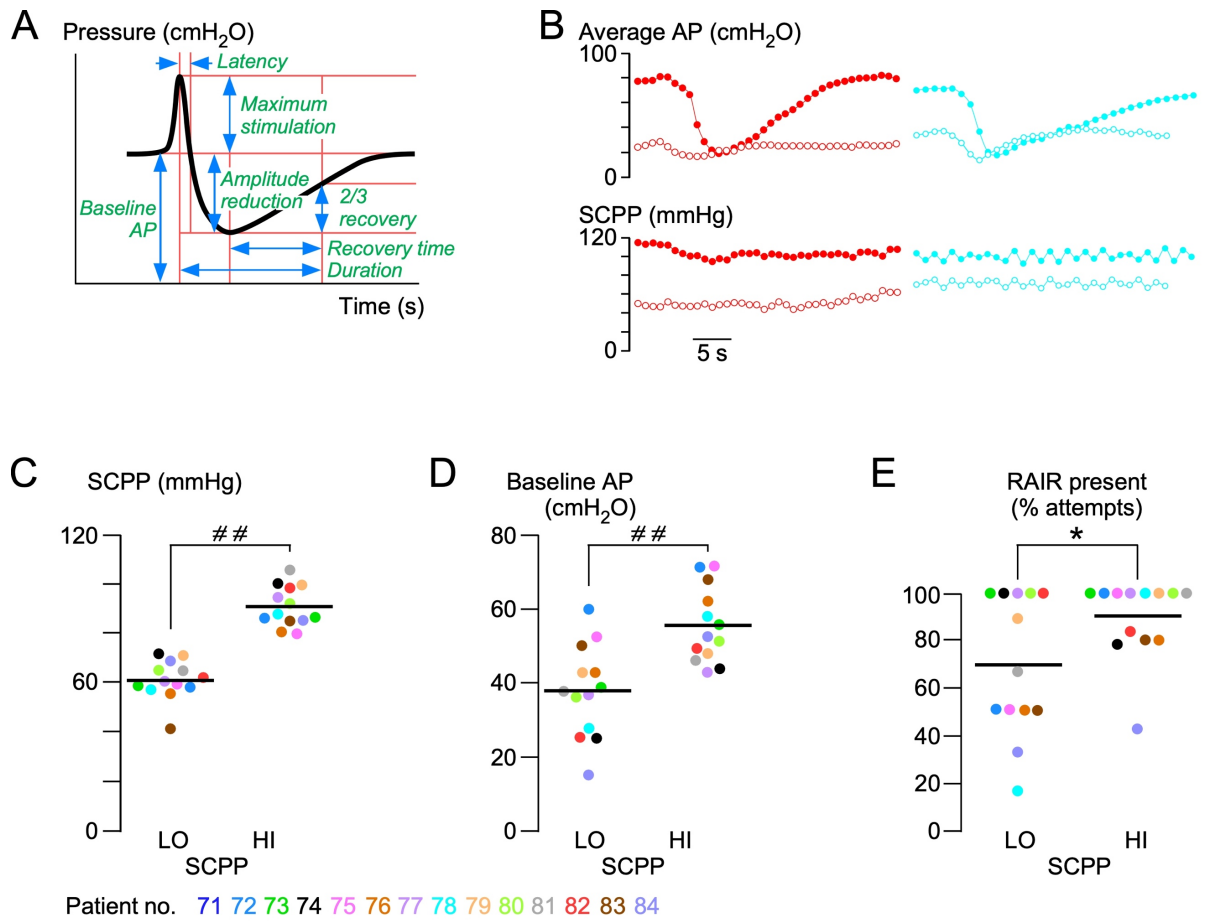 A
Pressure (cmH2O)
Latency
Maximum
stimulation
Amplitude
reduction
Baseline
AP
2/3
recovery
Recovery time
Duration
Time (s)
B
Average AP (cmH2O)
100
0
SCPP (mmHg)
120
0
5 s
C
SCPP (mmHg)
120
60
0
##
LO HI
SCPP
D
Baseline AP
(cmH2O)
80
60
40
20
0
##
LO HI
SCPP
E
RAIR present
(% attempts)
100
80
60
40
20
0
*
LO HI
SCPP
Patient no. 71 72 73 74 75 76 77 78 79 80 81 82 83 84